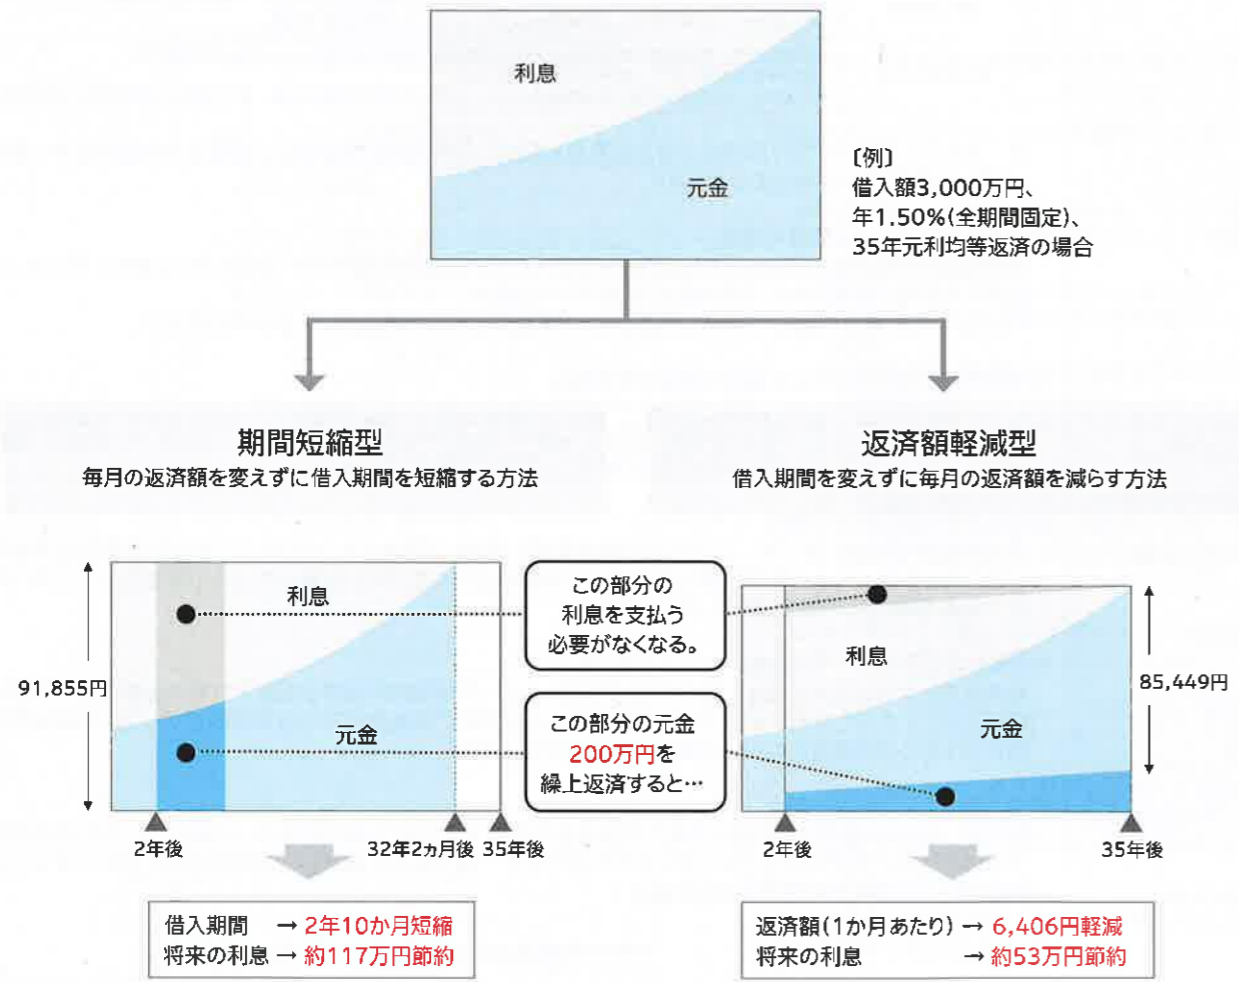 利息
元金
〔例〕
借入額3,000万円、
年1.50%(全期間固定)、
35年元利均等返済の場合
期間短縮型
毎月の返済額を変えずに借入期間を短縮する方法
返済額軽減型
借入期間を変えずに毎月の返済額を減らす方法
利息
元金
91,855円
2年後
32年2ヵ月後
35年後
この部分の
利息を支払う
必要がなくなる。
この部分の元金
200万円を
繰上返済すると…
利息
元金
85,449円
2年後
35年後
借入期間 → 2年10か月短縮
将来の利息 → 約117万円節約
返済額(1か月あたり) → 6,406円軽減
将来の利息 → 約53万円節約